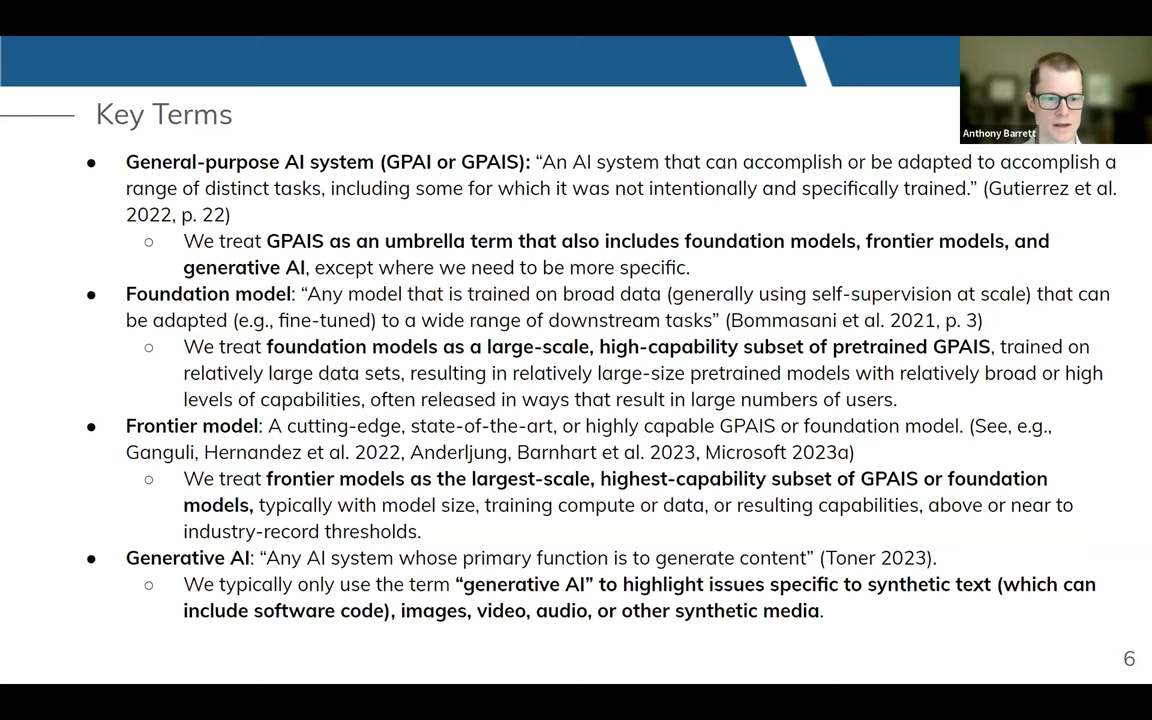 Key Terms
Anthony Barrett
● General-purpose AI system (GPAI or GPAIS): “An AI system that can accomplish or be adapted to accomplish a
range of distinct tasks, including some for which it was not intentionally and specifically trained.” (Gutierrez et al.
2022, p. 22)
○ We treat GPAIS as an umbrella term that also includes foundation models, frontier models, and
generative AI, except where we need to be more specific.
● Foundation model: “Any model that is trained on broad data (generally using self-supervision at scale) that can
be adapted (e.g., fine-tuned) to a wide range of downstream tasks” (Bommasani et al. 2021, p. 3)
○ We treat foundation models as a large-scale, high-capability subset of pretrained GPAIS, trained on
relatively large data sets, resulting in relatively large-size pretrained models with relatively broad or high
levels of capabilities, often released in ways that result in large numbers of users.
● Frontier model: A cutting-edge, state-of-the-art, or highly capable GPAIS or foundation model. (See, e.g.,
Ganguli, Hernandez et al. 2022, Anderljung, Barnhart et al. 2023, Microsoft 2023a)
○ We treat frontier models as the largest-scale, highest-capability subset of GPAIS or foundation
models, typically with model size, training compute or data, or resulting capabilities, above or near to
industry-record thresholds.
● Generative AI: “Any AI system whose primary function is to generate content” (Toner 2023).
○ We typically only use the term “generative AI” to highlight issues specific to synthetic text (which can
include software code), images, video, audio, or other synthetic media.
6